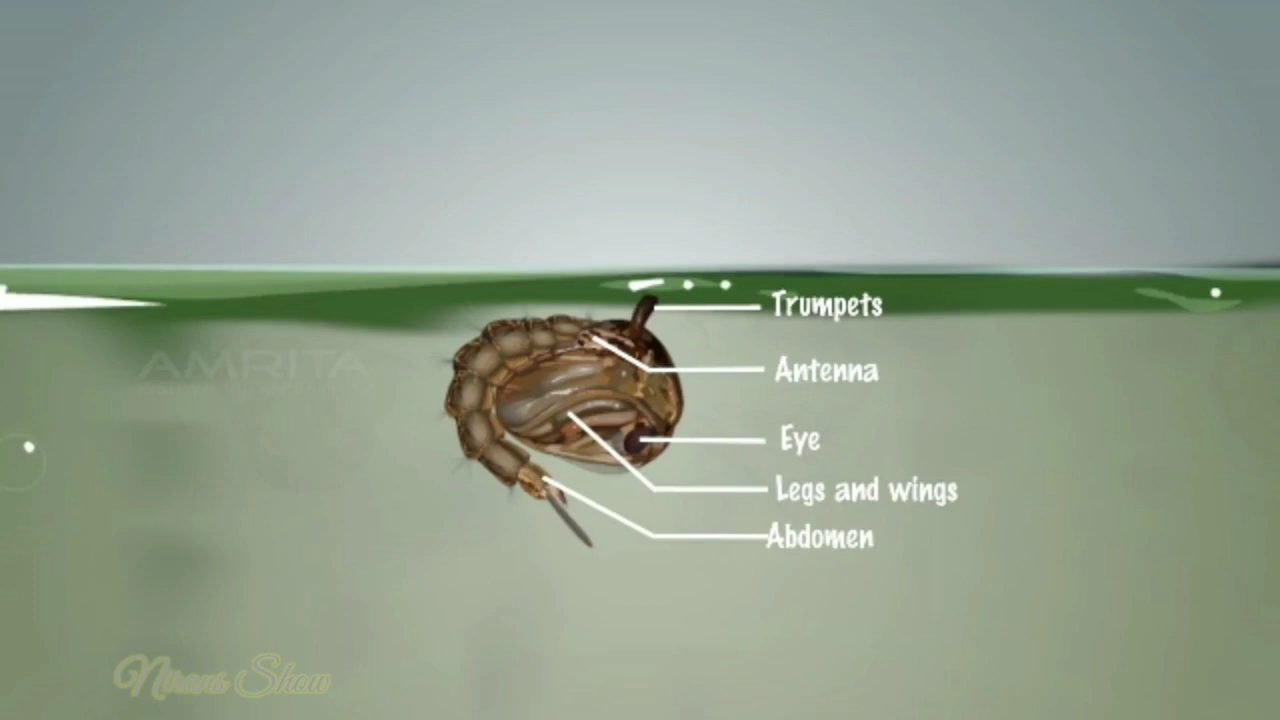 Trumpets
AMRITA
Antenna
Eye
Legs and wings
Abdomen
Nirans Show